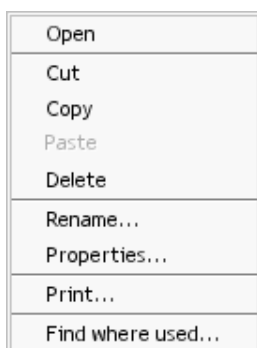 Open
Cut
Copy
Paste
Delete
Rename...
Properties...
Print...
Find where used...